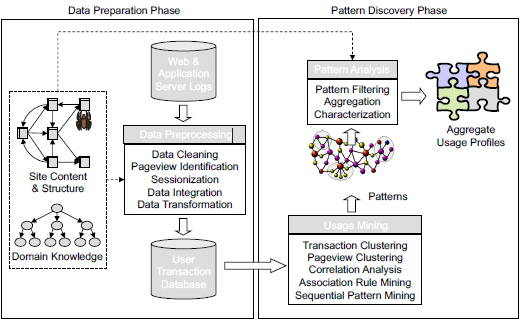 Data Preparation Phase
Pattern Discovery Phase
Web &
Application
Server Logs
Data Preprocessing
Data Cleaning
Pageview Identification
Sessionization
Data Integration
Data Transformation
Site Content
& Structure
Domain Knowledge
User
Transaction
Database
Pattern Analysis
Pattern Filtering
Aggregation
Characterization
Aggregate
Usage Profiles
Patterns
Usage Mining
Transaction Clustering
Pageview Clustering
Correlation Analysis
Association Rule Mining
Sequential Pattern Mining